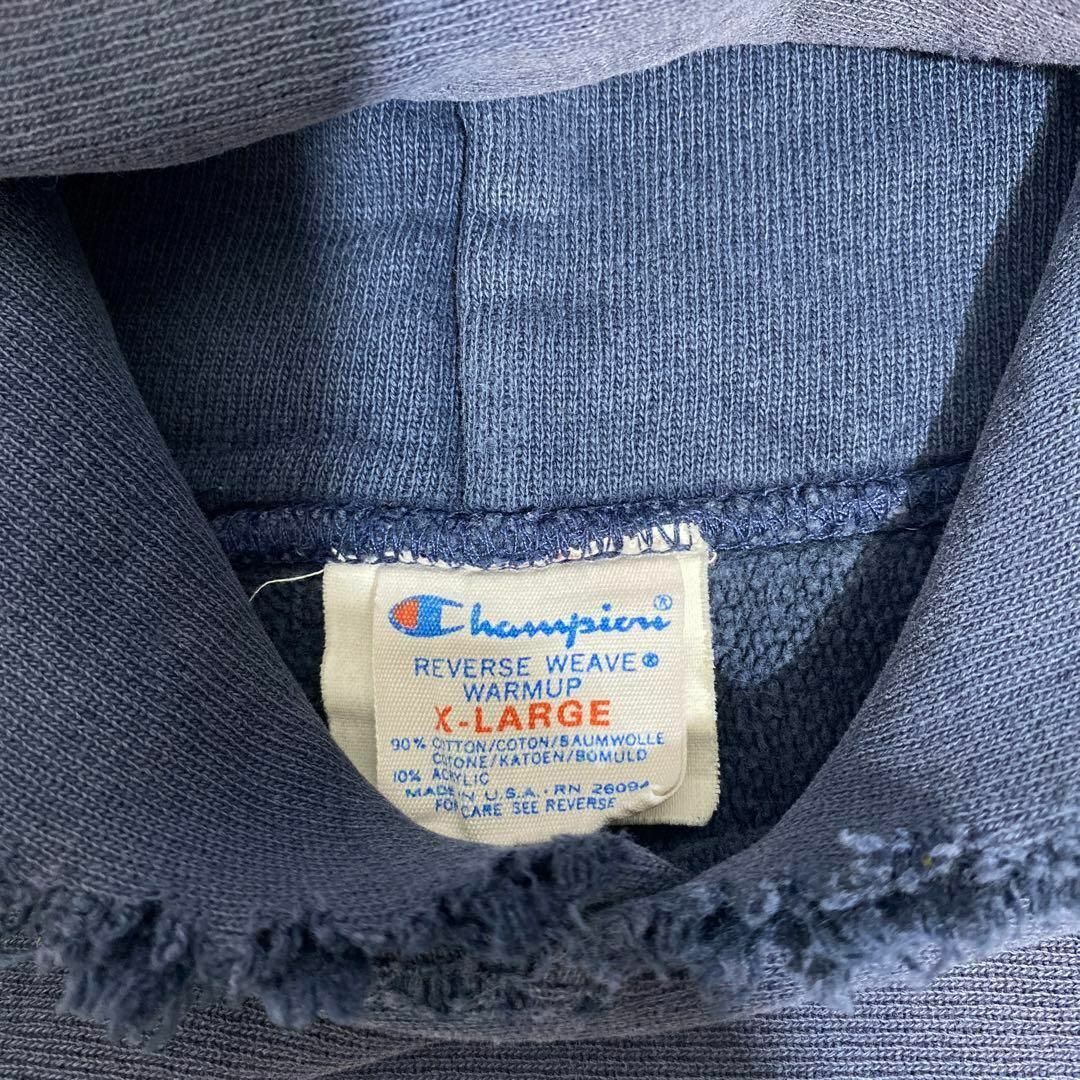 Champion®
REVERSE WEAVE®
WARMUP
X-LARGE
90% COTTON/COTON/BAUMWOLLE
COTONE/KATOEN/BOMULD
10% ACRYLIC
MADE IN U.S.A. · RN 26094
FOR CARE SEE REVERSE